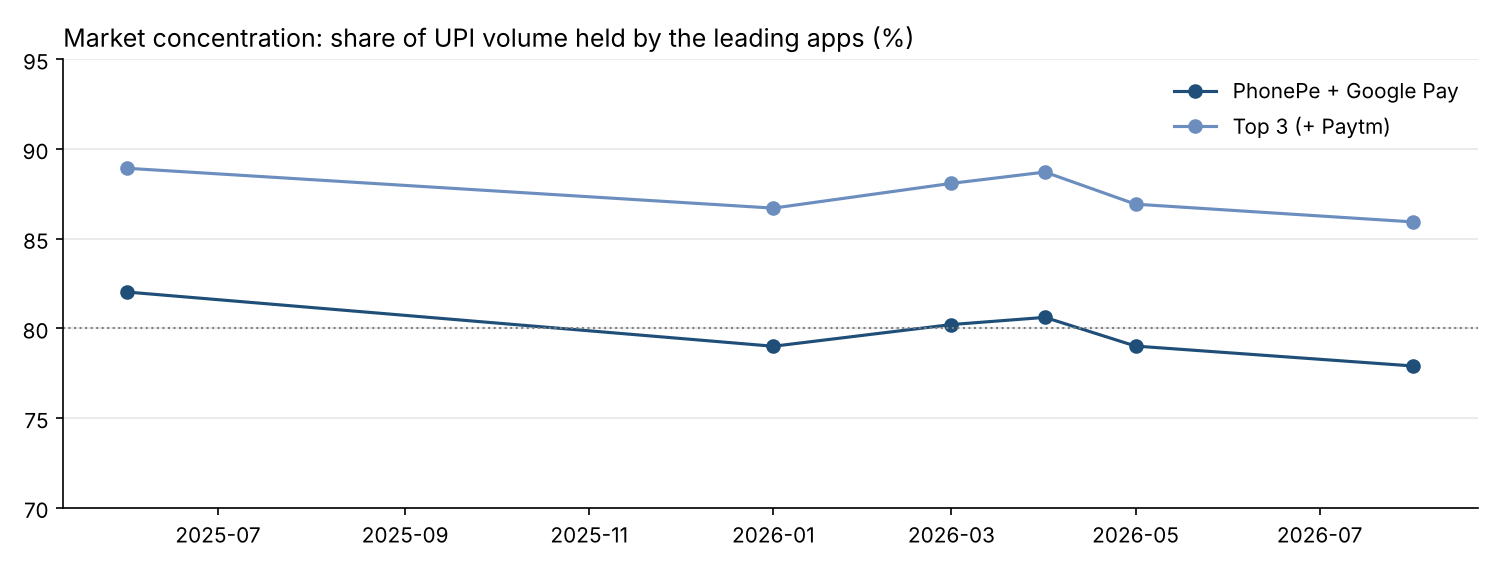 Market concentration: share of UPI volume held by the leading apps (%)
95
90
85
80
75
70
PhonePe + Google Pay
Top 3 (+ Paytm)
2025-07 2025-09 2025-11 2026-01 2026-03 2026-05 2026-07